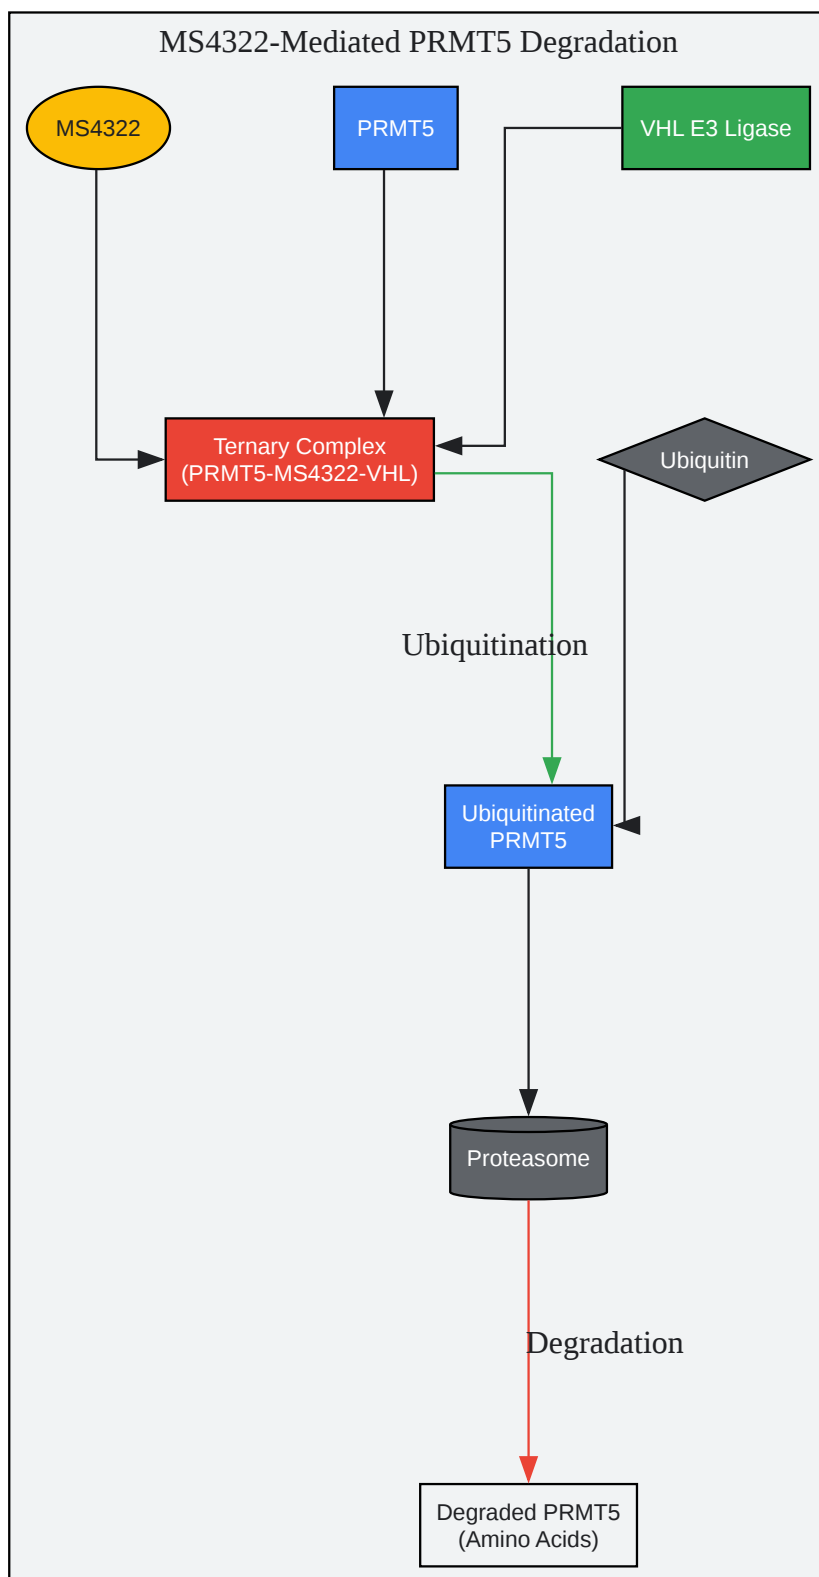 MS4322-Mediated PRMT5 Degradation
MS4322
PRMT5
VHL E3 Ligase
Ternary Complex
(PRMT5-MS4322-VHL)
Ubiquitin
Ubiquitination
Ubiquitinated
PRMT5
Proteasome
Degradation
Degraded PRMT5
(Amino Acids)